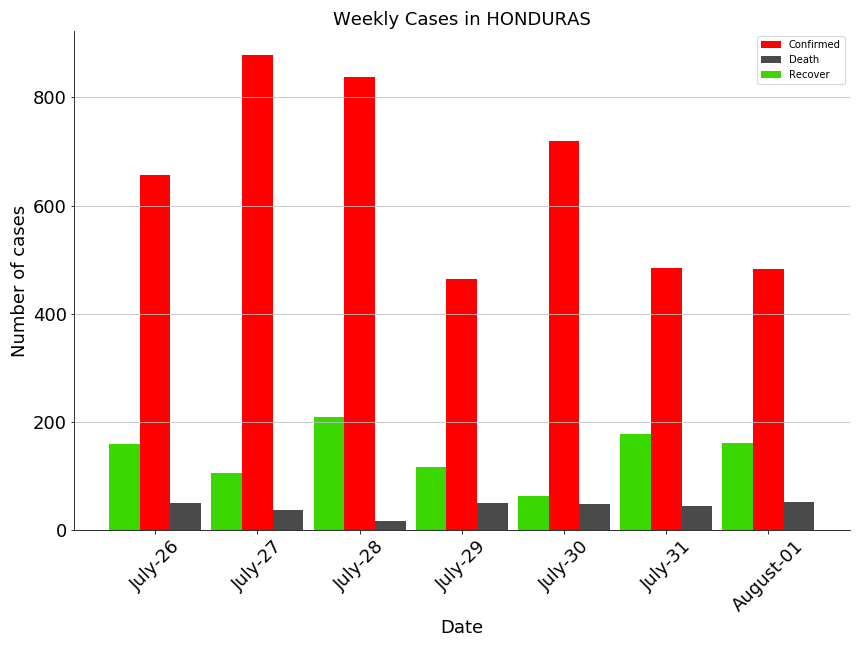 Weekly Cases in HONDURAS
Confirmed
Death
Recover
Number of cases
800
600
400
200
0
July-26
July-27
July-28
July-29
July-30
July-31
August-01
Date